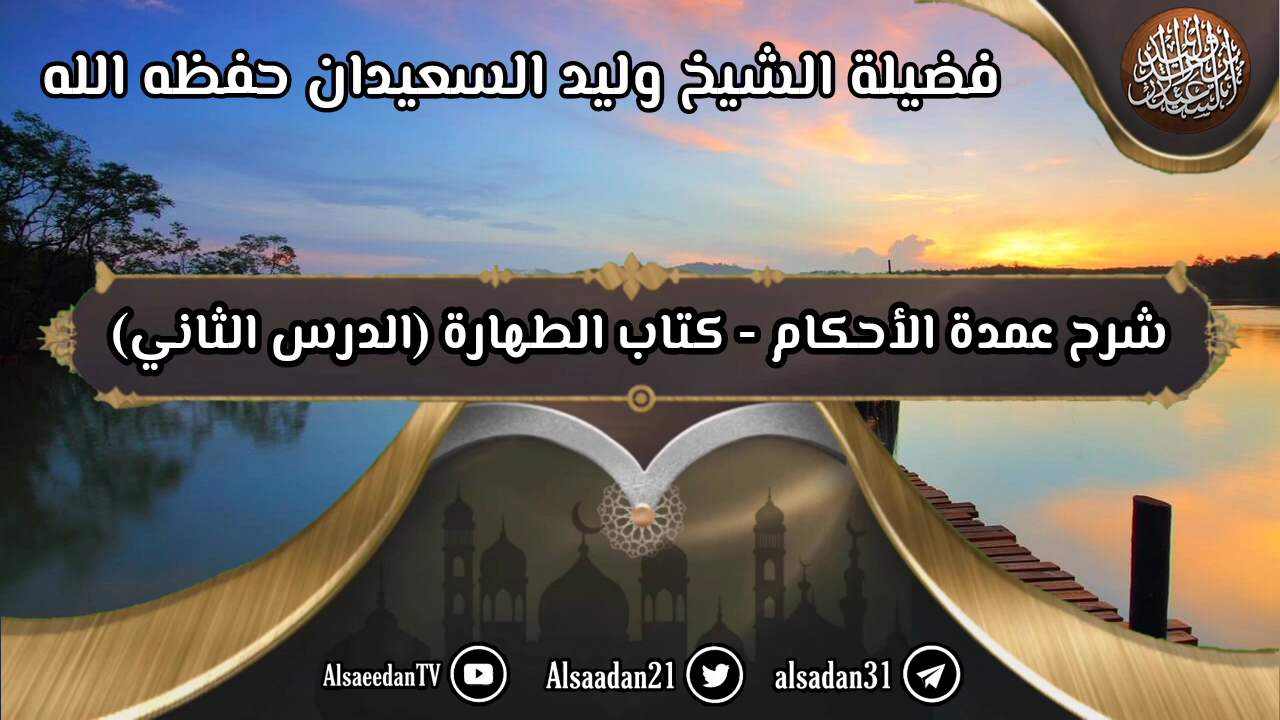 فضيلة الشيخ وليد السعيدان حفظه الله
شرح عمدة الأحكام - كتاب الطهارة (الدرس الثاني)
AlsaeedanTV Alsaadan21 alsadan31